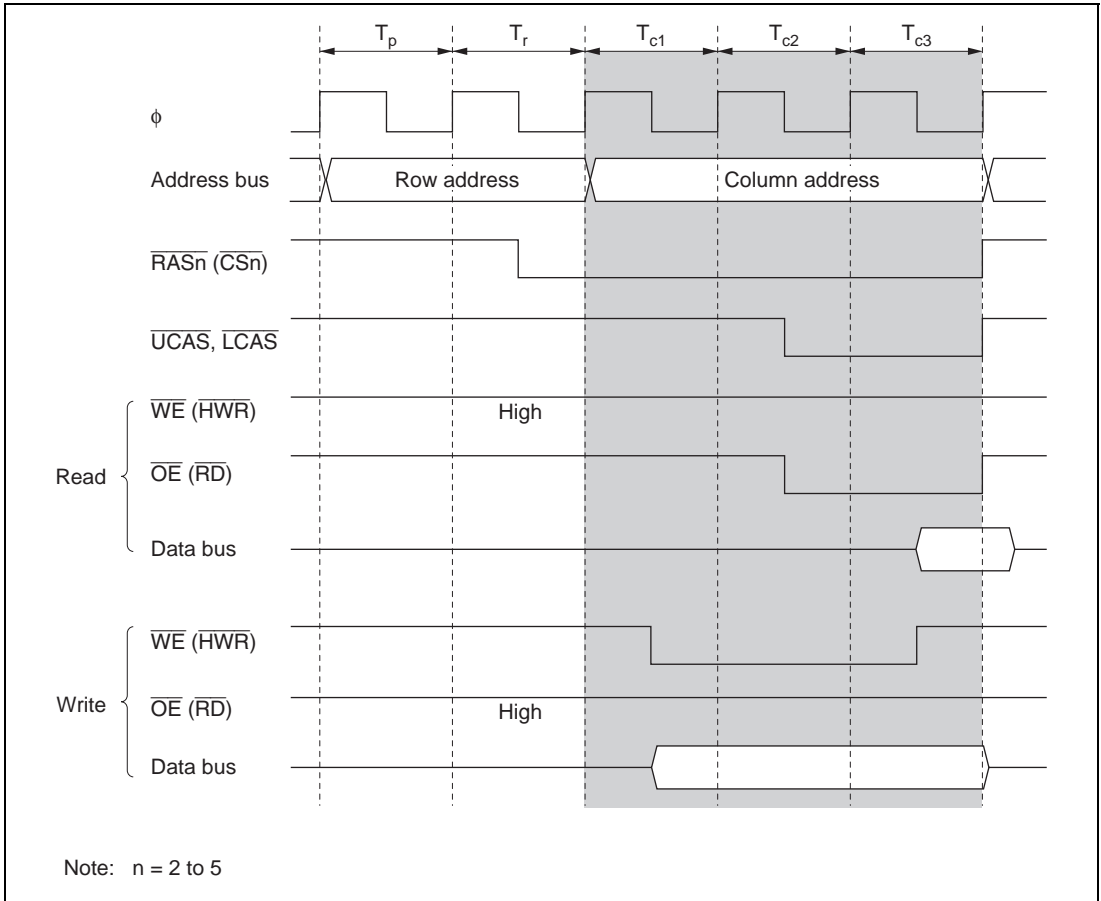 Tp Tr Tc1 Tc2 Tc3
ϕ
Address bus Row address Column address
RASn (CSn)
UCAS, LCAS
WE (HWR) High
Read OE (RD)
Data bus
WE (HWR)
Write OE (RD) High
Data bus
Note: n = 2 to 5